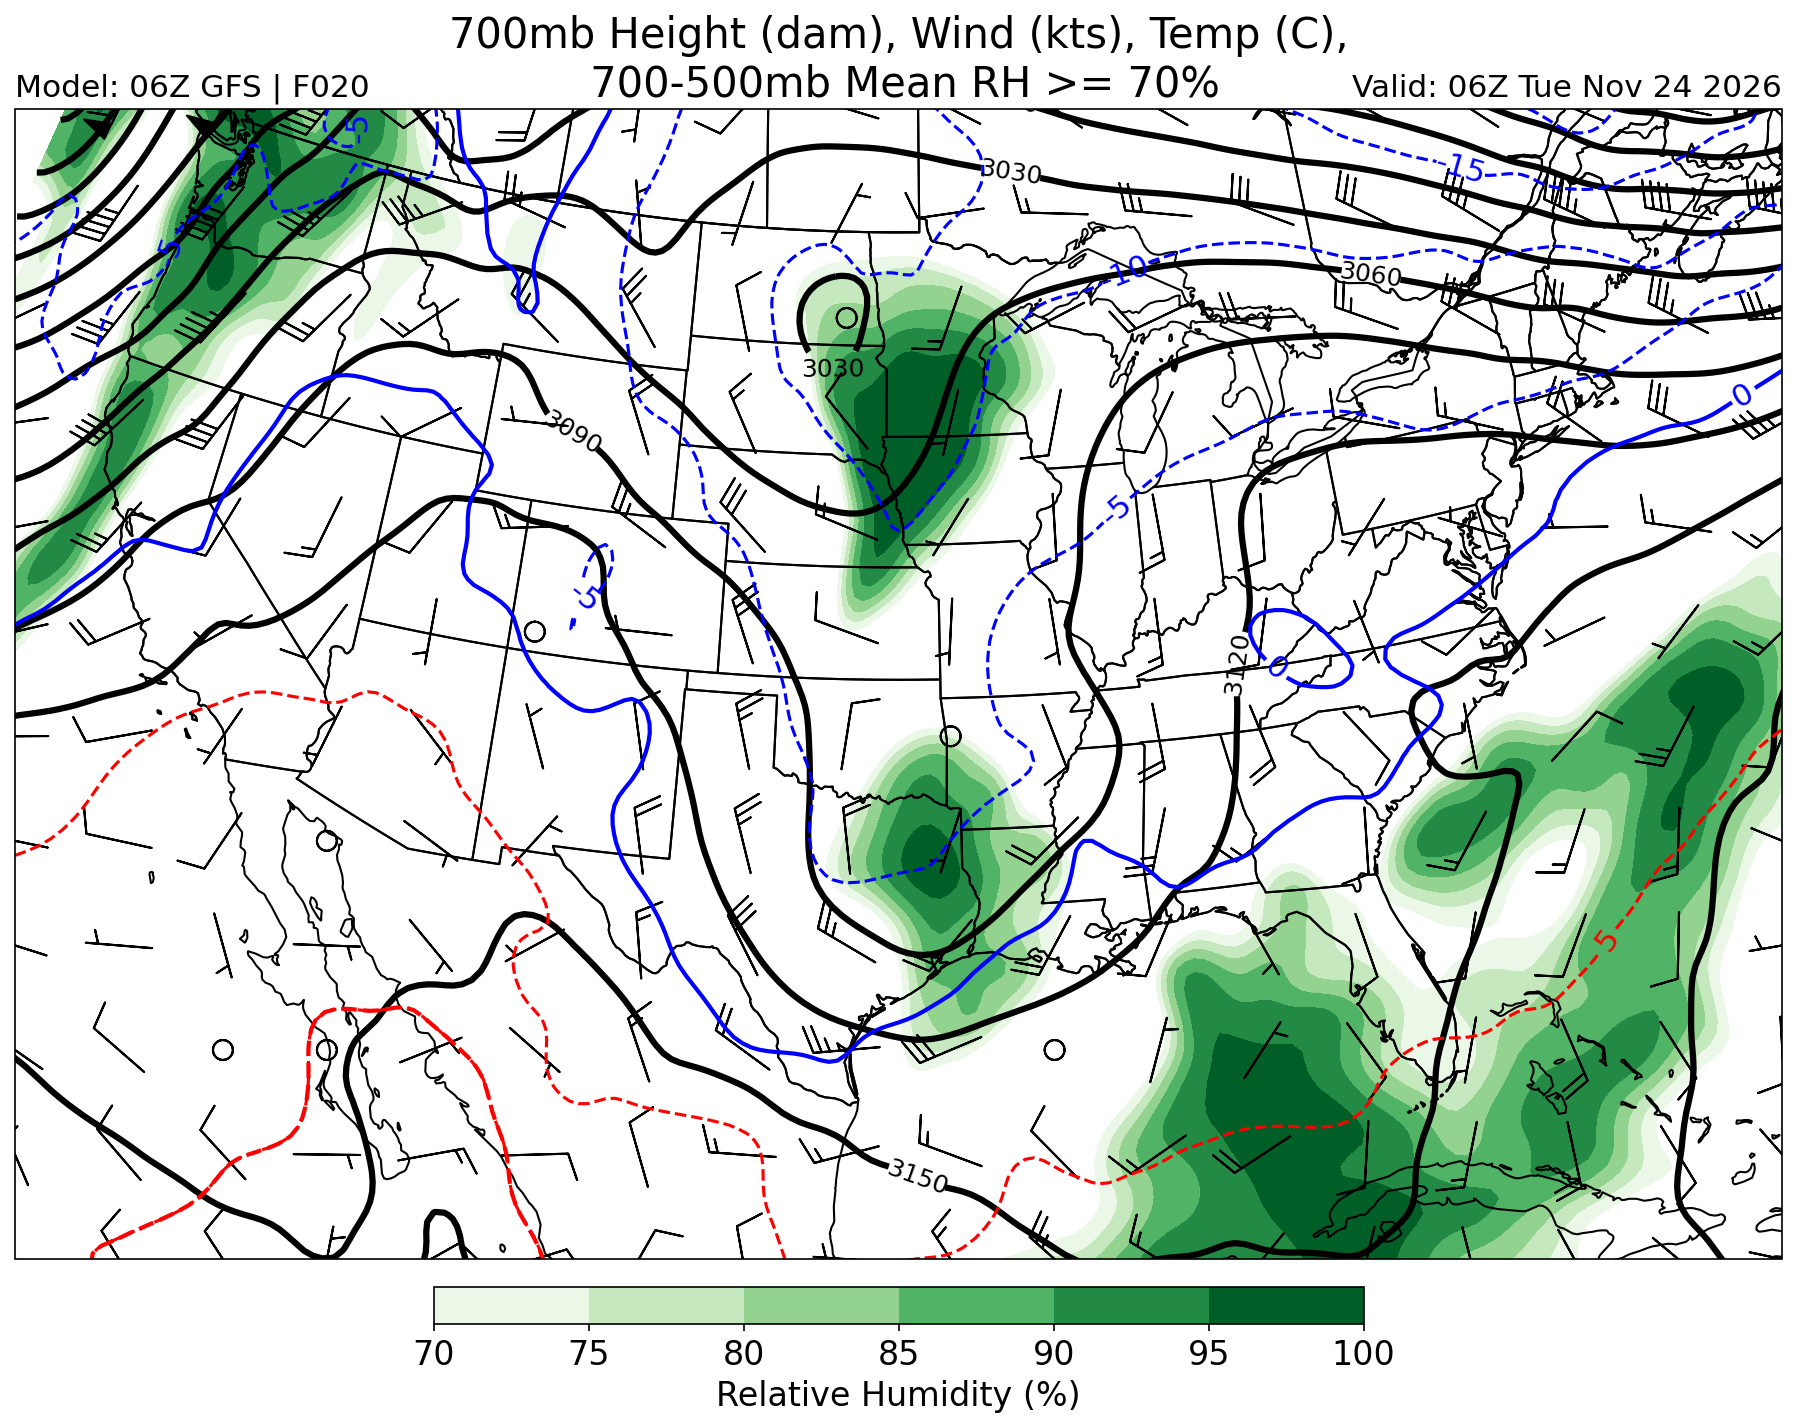 700mb Height (dam), Wind (kts), Temp (C),
700-500mb Mean RH >= 70%
Model: 06Z GFS | F020
Valid: 06Z Tue Nov 24 2026
-5
-15
3030
-5
-10
3060
3030
0
3090
-5
-5
3120
0
5
3150
70 75 80 85 90 95 100
Relative Humidity (%)